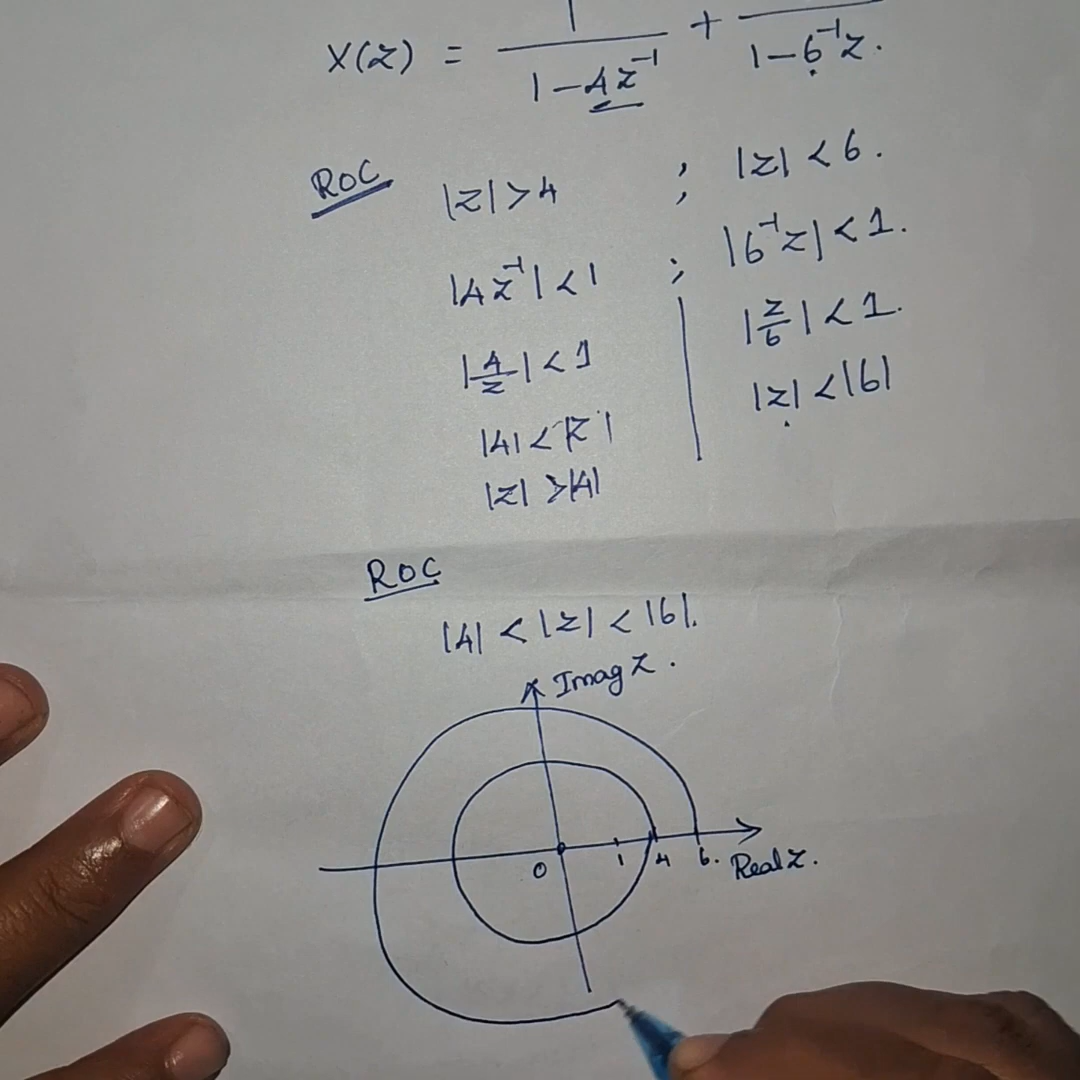 X(z) = 1/(1-4z⁻¹) + /(1-6⁻¹z).
ROC |z| > 4 ; |z| < 6.
|4z⁻¹| < 1 ; |6⁻¹z| < 1.
|4/z| < 1 |z/6| < 1.
|4| < |z| |z| < |6|
|z| > |4|
ROC
|4| < |z| < |6|.
Imag z.
0 1 4 6. Real z.